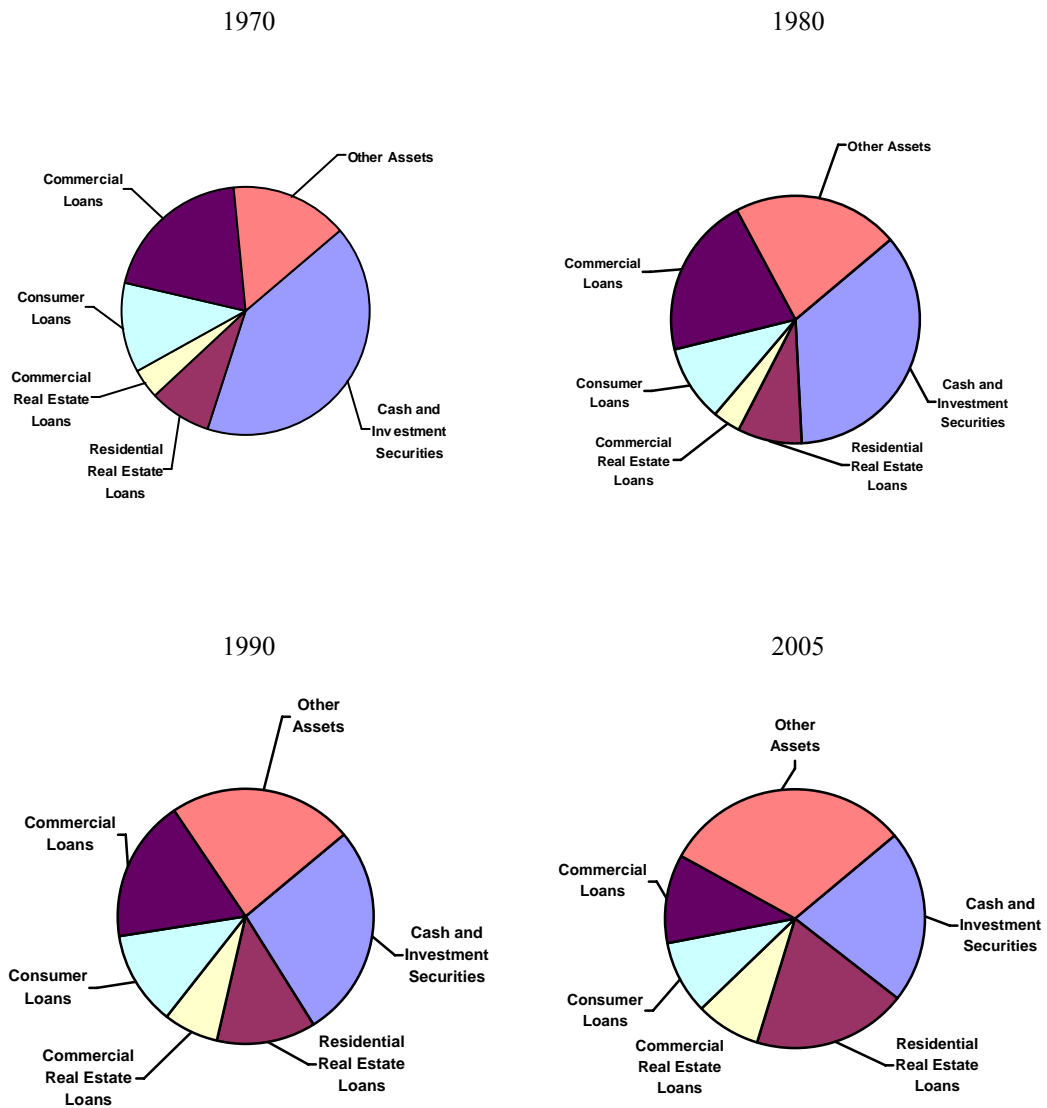 1970
Other Assets
Commercial
Loans
Consumer
Loans
Commercial
Real Estate
Loans
Residential
Real Estate
Loans
Cash and
Investment
Securities
1980
Other Assets
Commercial
Loans
Consumer
Loans
Commercial
Real Estate
Loans
Residential
Real Estate
Loans
Cash and
Investment
Securities
1990
Other
Assets
Commercial
Loans
Consumer
Loans
Commercial
Real Estate
Loans
Residential
Real Estate
Loans
Cash and
Investment
Securities
2005
Other
Assets
Commercial
Loans
Consumer
Loans
Commercial
Real Estate
Loans
Residential
Real Estate
Loans
Cash and
Investment
Securities